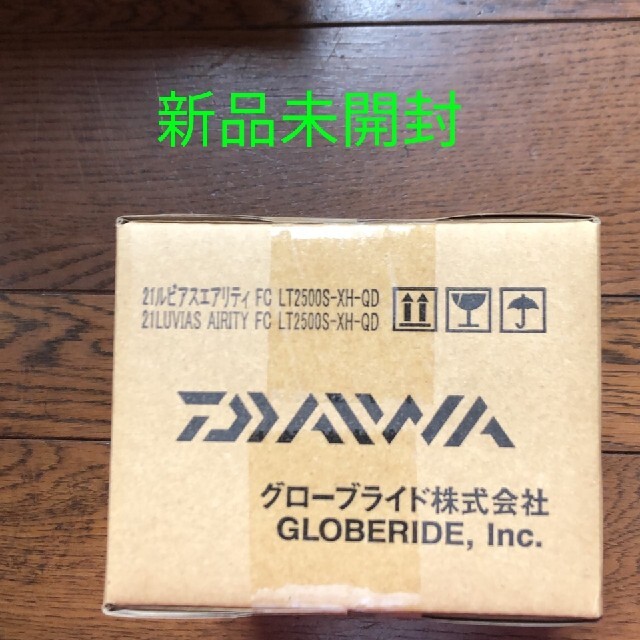 新品未開封
21ルビアスエアリティ FC LT2500S-XH-QD
21LUVIAS AIRITY FC LT2500S-XH-QD
DAIWA
グローブライド株式会社
GLOBERIDE, Inc.